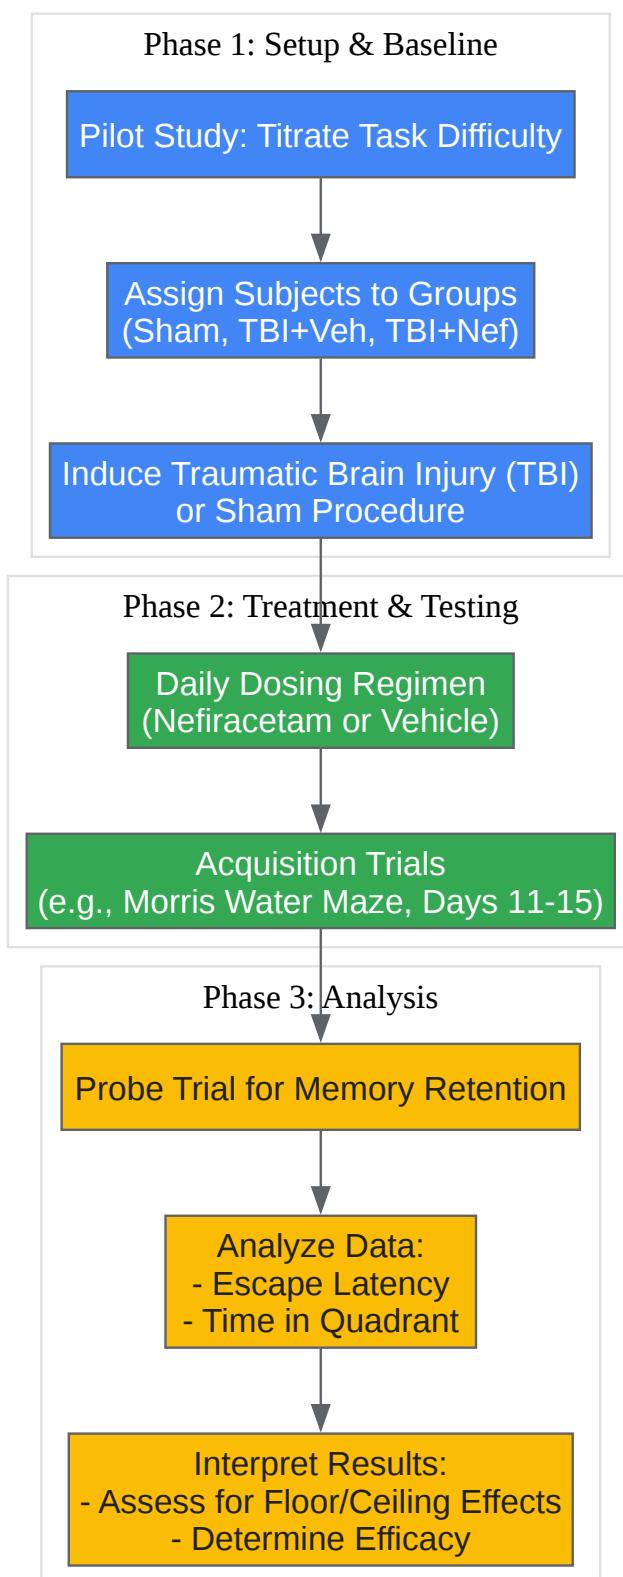 Phase 1: Setup & Baseline
Pilot Study: Titrate Task Difficulty
Assign Subjects to Groups
(Sham, TBI+Veh, TBI+Nef)
Induce Traumatic Brain Injury (TBI)
or Sham Procedure
Phase 2: Treatment & Testing
Daily Dosing Regimen
(Nefiracetam or Vehicle)
Acquisition Trials
(e.g., Morris Water Maze, Days 11-15)
Phase 3: Analysis
Probe Trial for Memory Retention
Analyze Data:
- Escape Latency
- Time in Quadrant
Interpret Results:
- Assess for Floor/Ceiling Effects
- Determine Efficacy